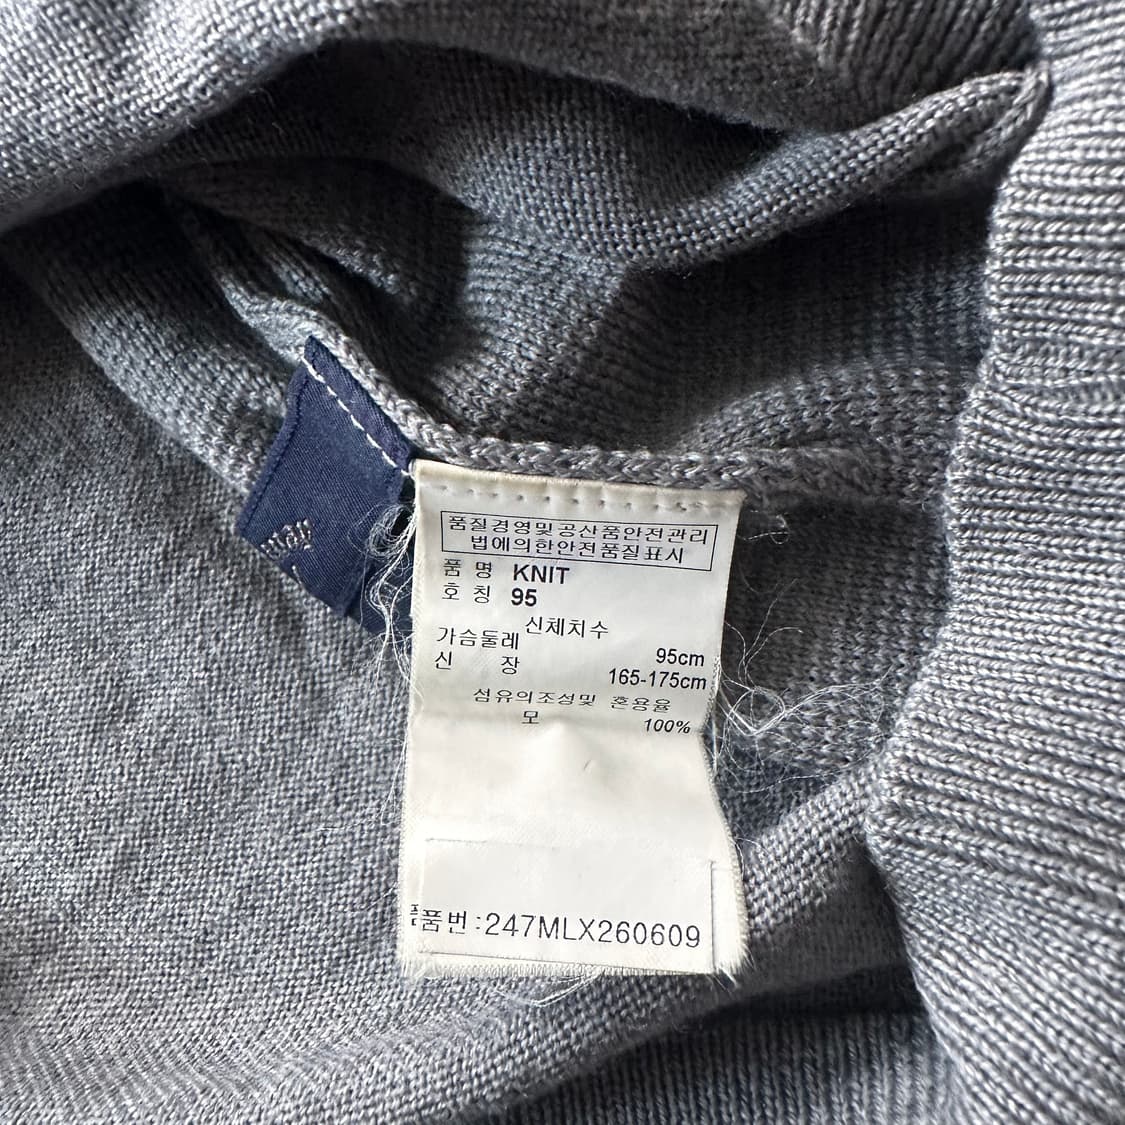 품질경영및공산품안전관리
법에의한안전품질표시
품 명 KNIT
호 칭 95
신체치수
가슴둘레 95cm
신 장 165-175cm
섬유의조성및 혼용율
모 100%
품번:247MLX260609